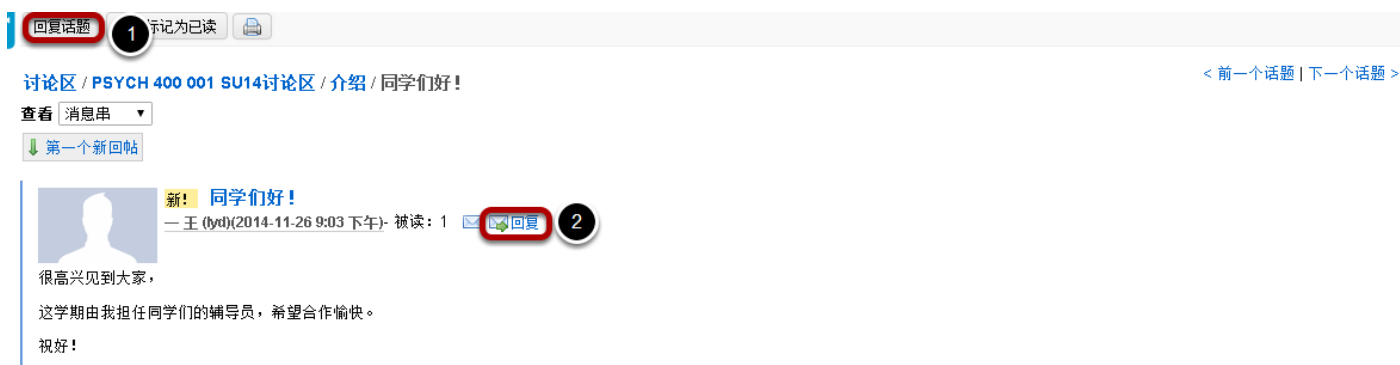 回复话题 1 标记为已读
讨论区 / PSYCH 400 001 SU14讨论区 / 介绍 / 同学们好！
< 前一个话题 | 下一个话题 >
查看 消息串
第一个新回帖
新! 同学们好！
— 王 (lyd)(2014-11-26 9:03 下午)- 被读：1 回复 2
很高兴见到大家，
这学期由我担任同学们的辅导员，希望合作愉快。
祝好！